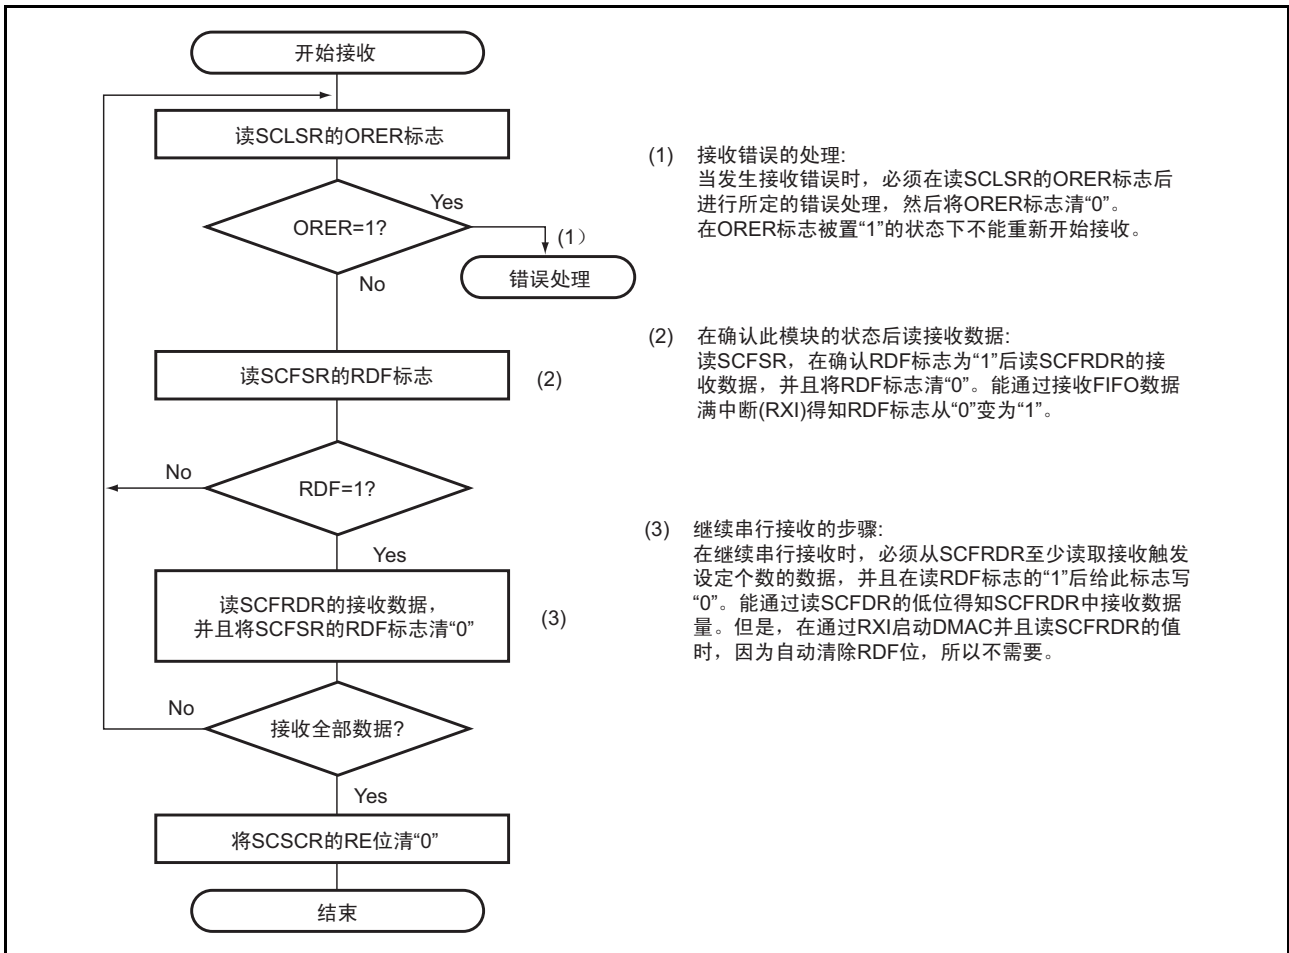 开始接收
读SCLSR的ORER标志
ORER=1?
Yes
(1）
错误处理
No
读SCFSR的RDF标志
(2)
RDF=1?
No
Yes
读SCFRDR的接收数据，
并且将SCFSR的RDF标志清“0”
(3)
接收全部数据?
No
Yes
将SCSCR的RE位清“0”
结束
(1) 接收错误的处理:
当发生接收错误时，必须在读SCLSR的ORER标志后
进行所定的错误处理，然后将ORER标志清“0”。
在ORER标志被置“1”的状态下不能重新开始接收。
(2) 在确认此模块的状态后读接收数据:
读SCFSR，在确认RDF标志为“1”后读SCFRDR的接
收数据，并且将RDF标志清“0”。能通过接收FIFO数据
满中断(RXI)得知RDF标志从“0”变为“1”。
(3) 继续串行接收的步骤:
在继续串行接收时，必须从SCFRDR至少读取接收触发
设定个数的数据，并且在读RDF标志的“1”后给此标志写
“0”。能通过读SCFDR的低位得知SCFRDR中接收数据
量。但是，在通过RXI启动DMAC并且读SCFRDR的值
时，因为自动清除RDF位，所以不需要。